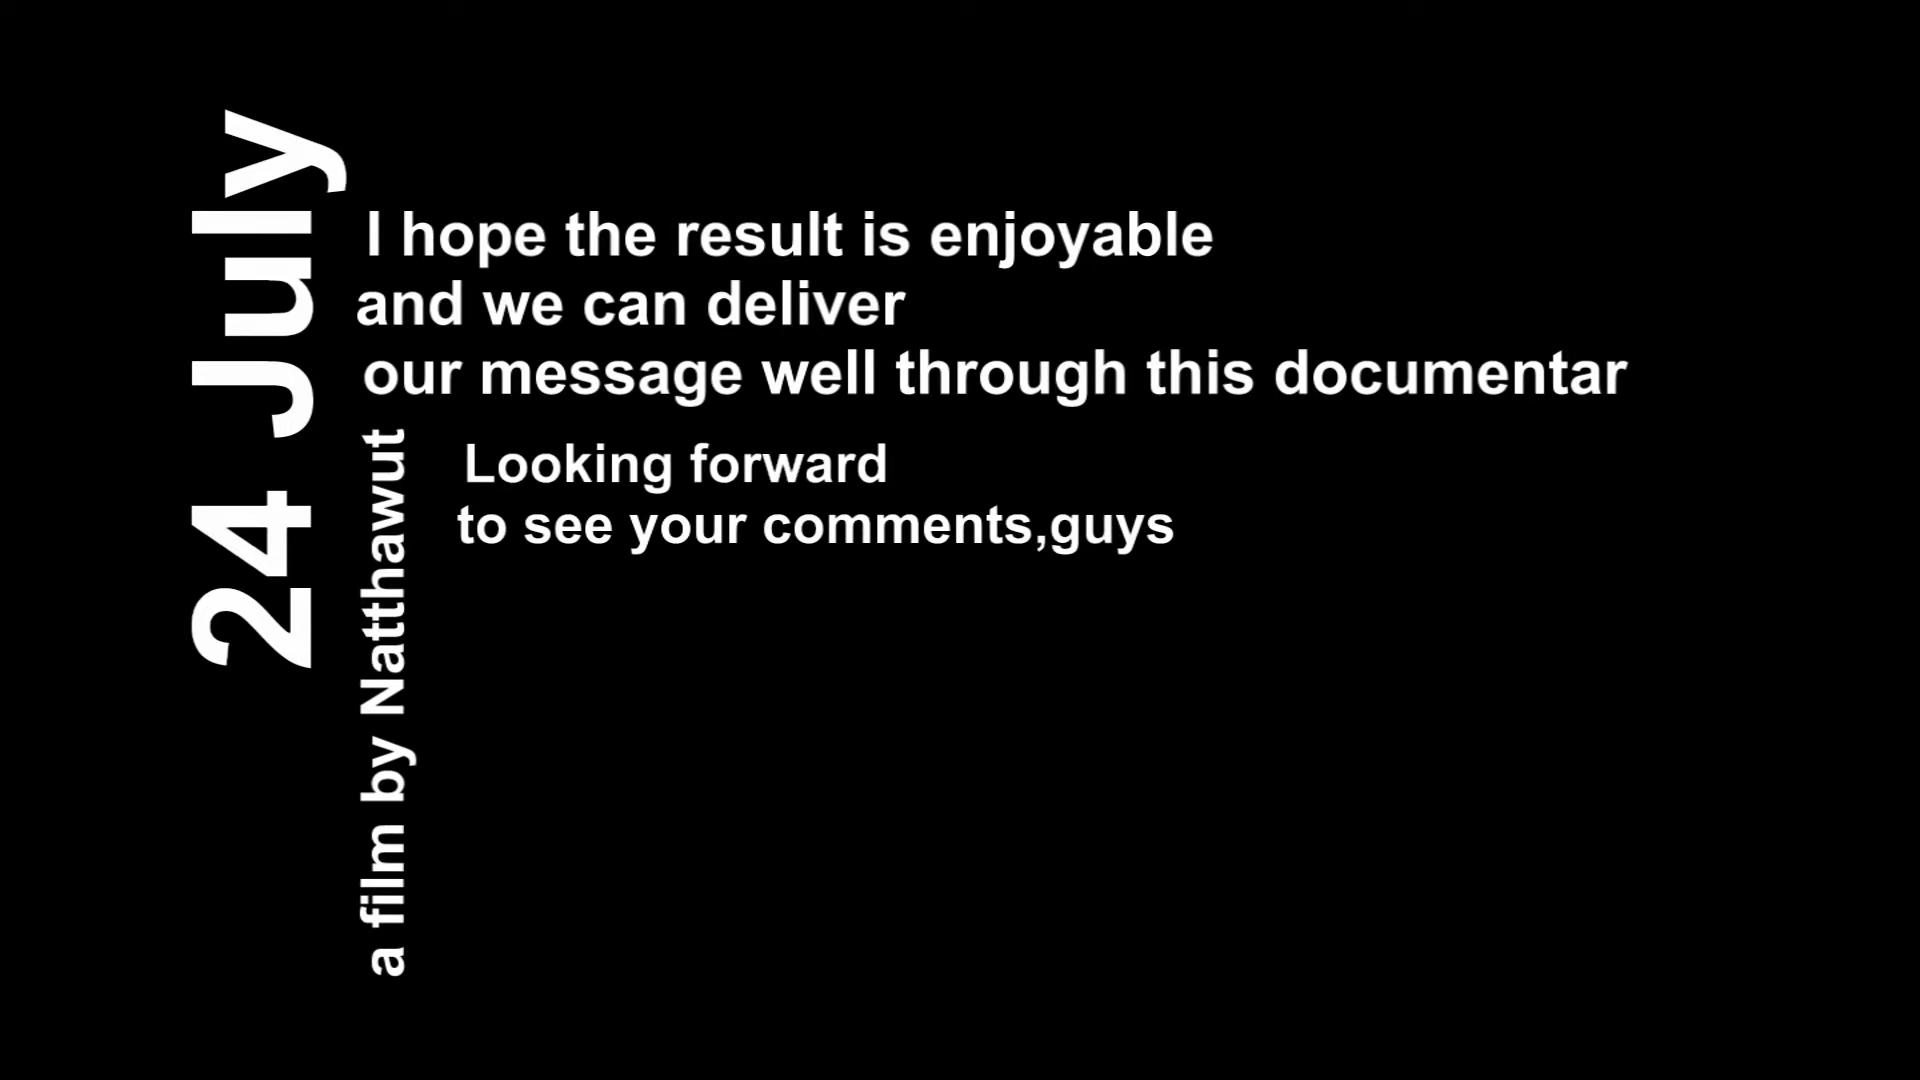 24 July
a film by Natthawut
I hope the result is enjoyable
and we can deliver
our message well through this documentar
Looking forward
to see your comments,guys